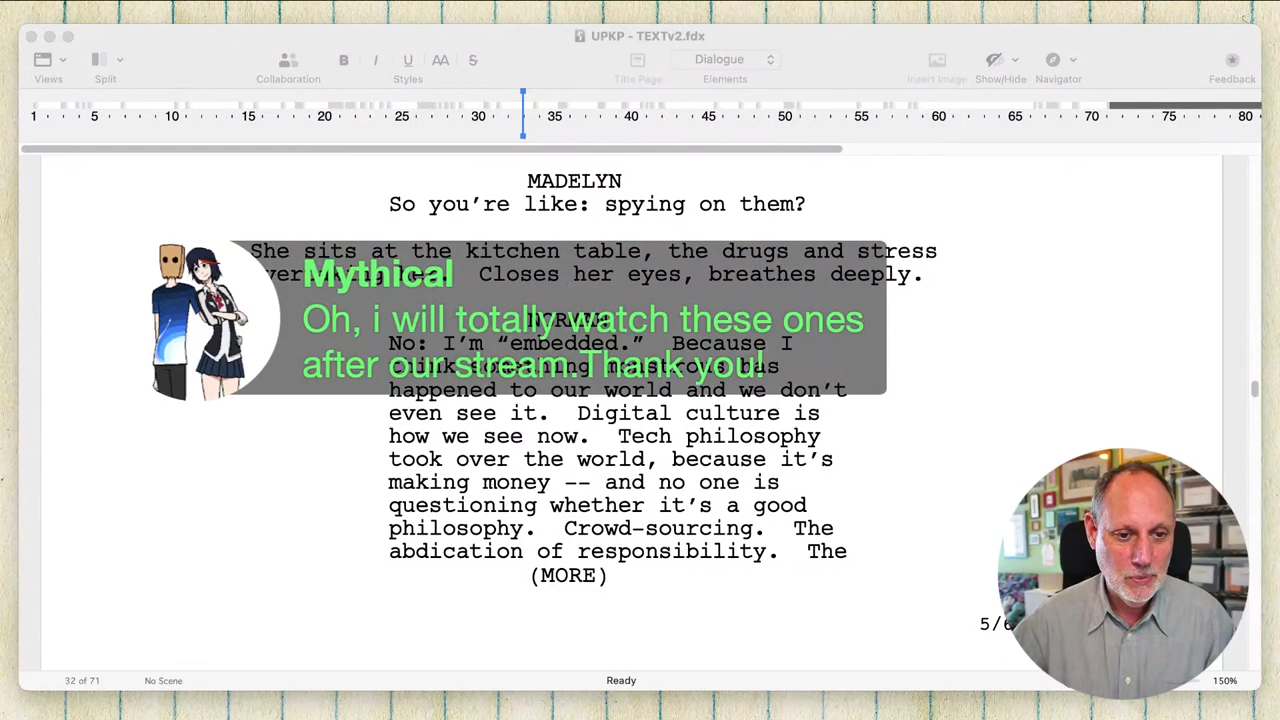 UPKP - TEXTv2.fdx
Views
Split
Collaboration
B I U AA S
Styles
Title Page
Dialogue
Elements
Insert Image
Show/Hide
Navigator
Feedback
1 5 10 15 20 25 30 35 40 45 50 55 60 65 70 75 80
MADELYN
So you’re like: spying on them?
She sits at the kitchen table, the drugs and stress
Closes her eyes, breathes deeply.
Mythical
Oh, i will totally watch these ones
after our stream.Thank you!
No: I’m “embedded.” Because I
think something monstrous has
happened to our world and we don’t
even see it. Digital culture is
how we see now. Tech philosophy
took over the world, because it’s
making money -- and no one is
questioning whether it’s a good
philosophy. Crowd-sourcing. The
abdication of responsibility. The
(MORE)
32 of 71
No Scene
Ready
150%